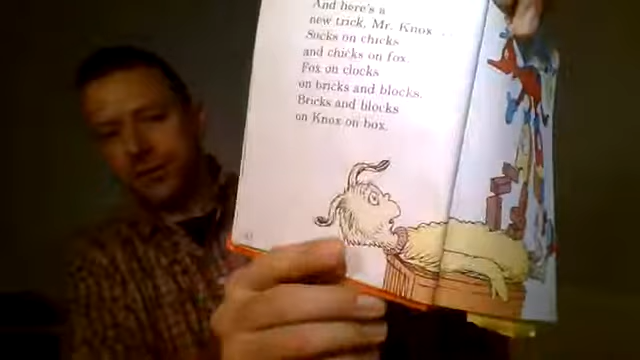 And here's a
new trick, Mr. Knox . . .
Socks on chicks
and chicks on fox.
Fox on clocks
on bricks and blocks.
Bricks and blocks
on Knox on box.